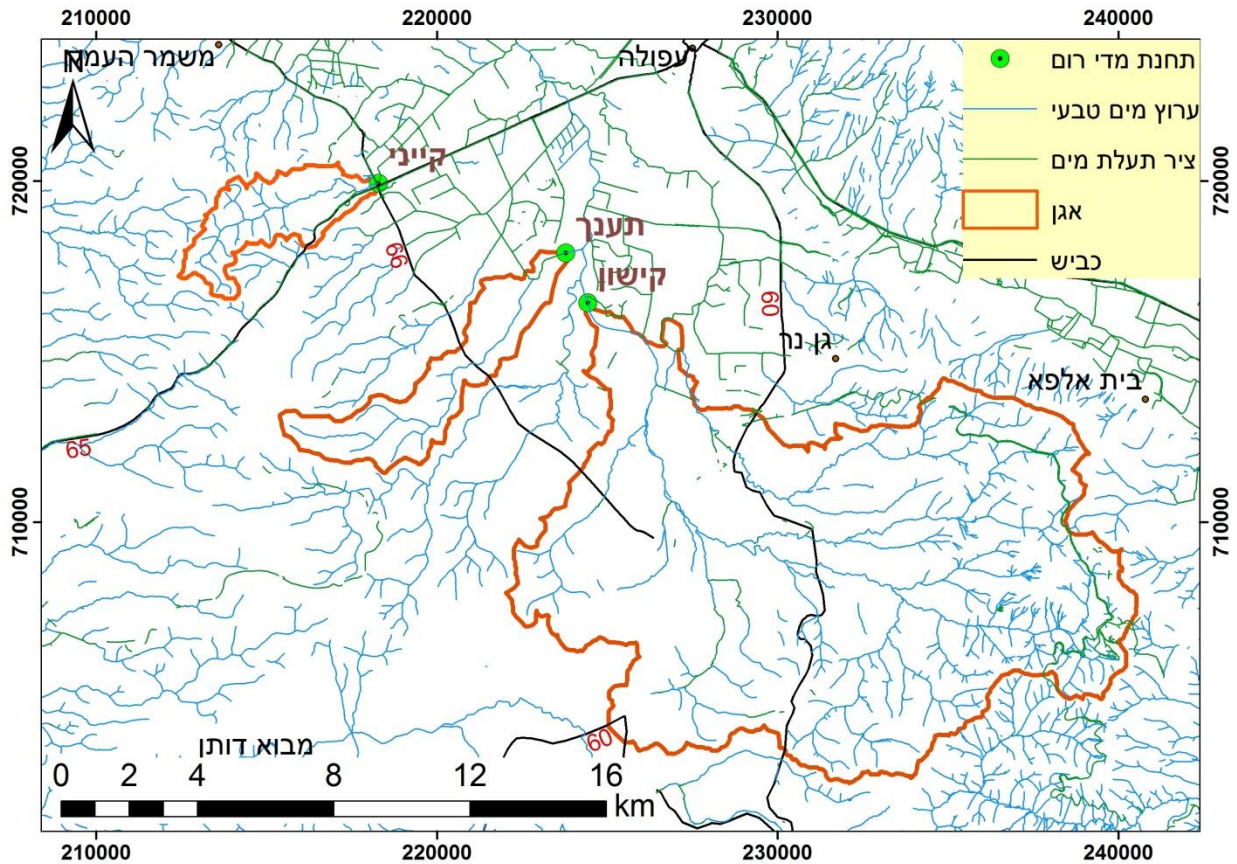 210000 220000 230000 240000
משמר העמק
עפולה
N
תחנת מדי רום
ערוץ מים טבעי
ציר תעלת מים
אגן
כביש
קייני
720000
720000
תענך
66
קישון
60
גן נר
בית אלפא
65
710000
710000
60
מבוא דותן
0 2 4 8 12 16
km
210000 220000 230000 240000